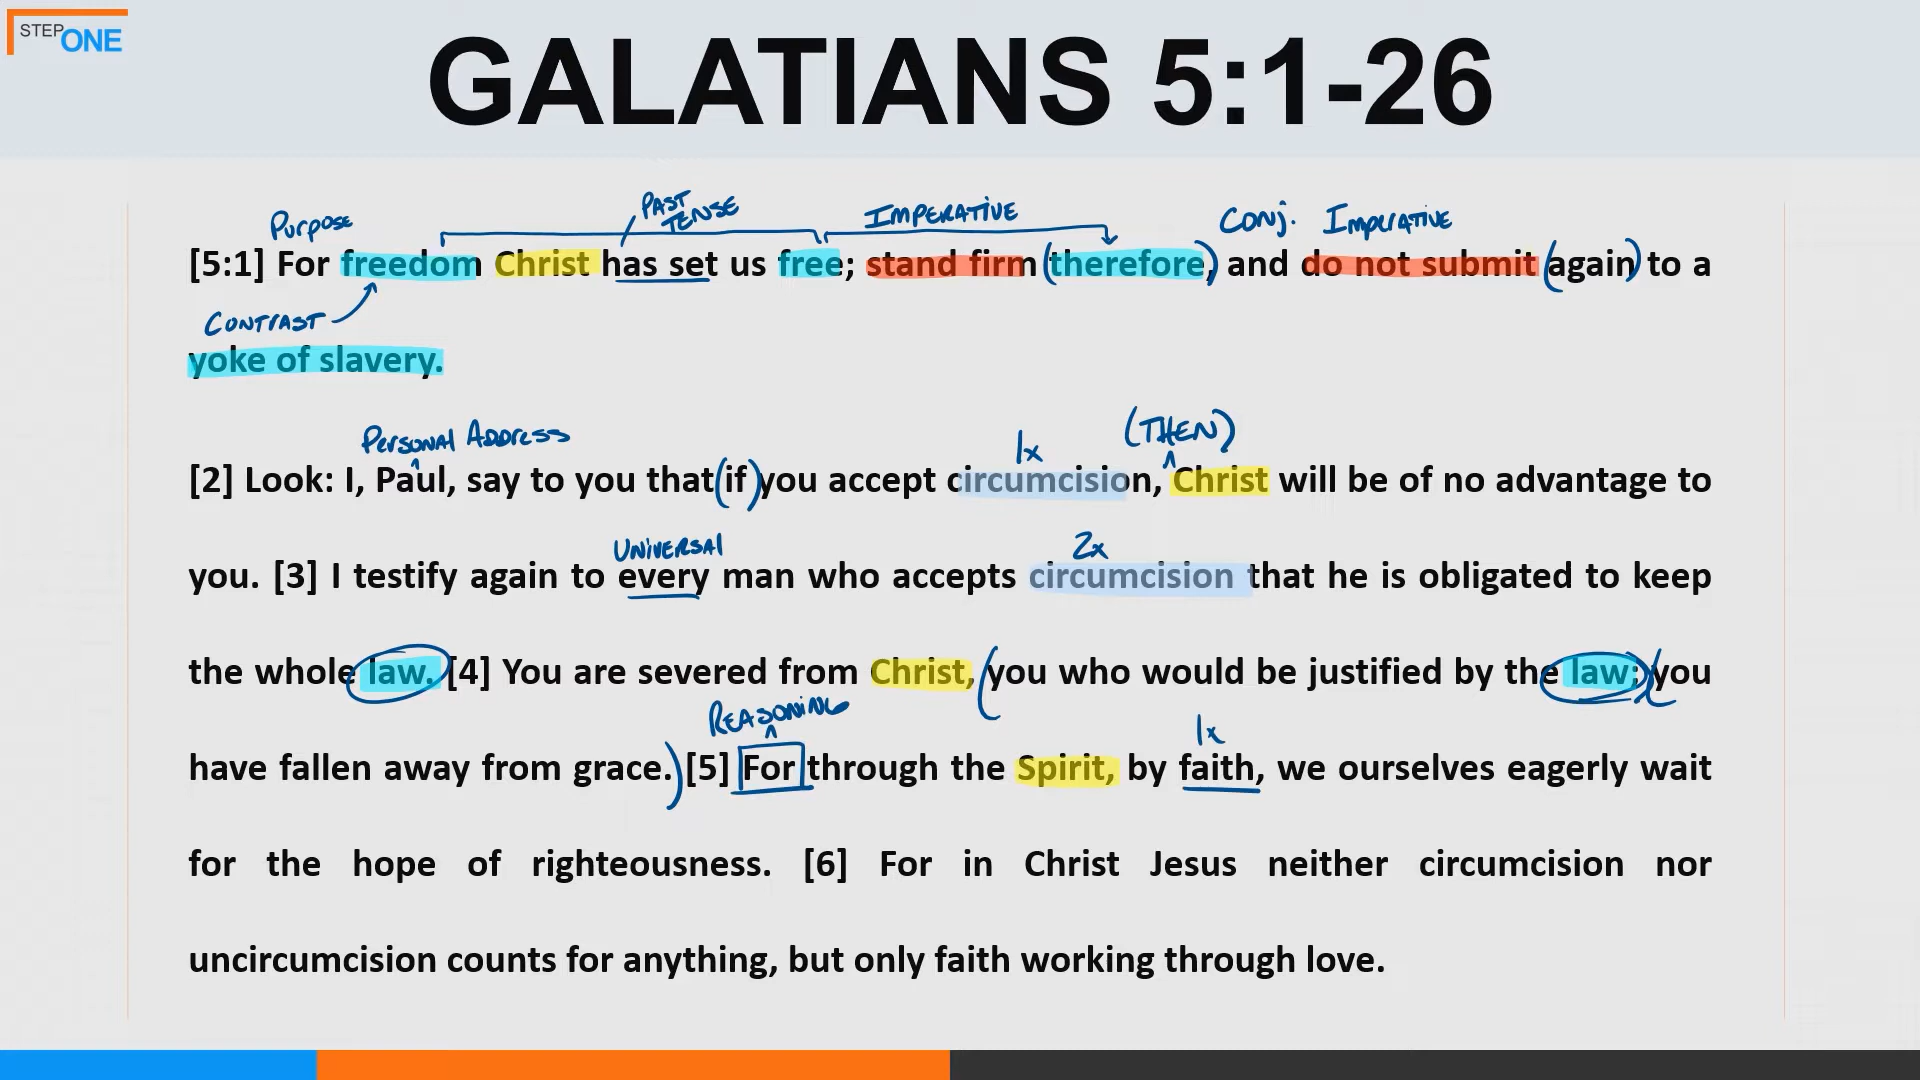 STEP ONE
GALATIANS 5:1-26
Purpose PAST TENSE IMPERATIVE Conj. Imperative
[5:1] For freedom Christ has set us free; stand firm (therefore,) and do not submit (again) to a
CONTRAST
yoke of slavery.
Personal Address 1x (THEN)
[2] Look: I, Paul, say to you that (if) you accept circumcision, Christ will be of no advantage to
UNIVERSAl 2x
you. [3] I testify again to every man who accepts circumcision that he is obligated to keep
the whole law. [4] You are severed from Christ, (you who would be justified by the law; (you
REASONING 1x
have fallen away from grace.) [5] For through the Spirit, by faith, we ourselves eagerly wait
for the hope of righteousness. [6] For in Christ Jesus neither circumcision nor
uncircumcision counts for anything, but only faith working through love.